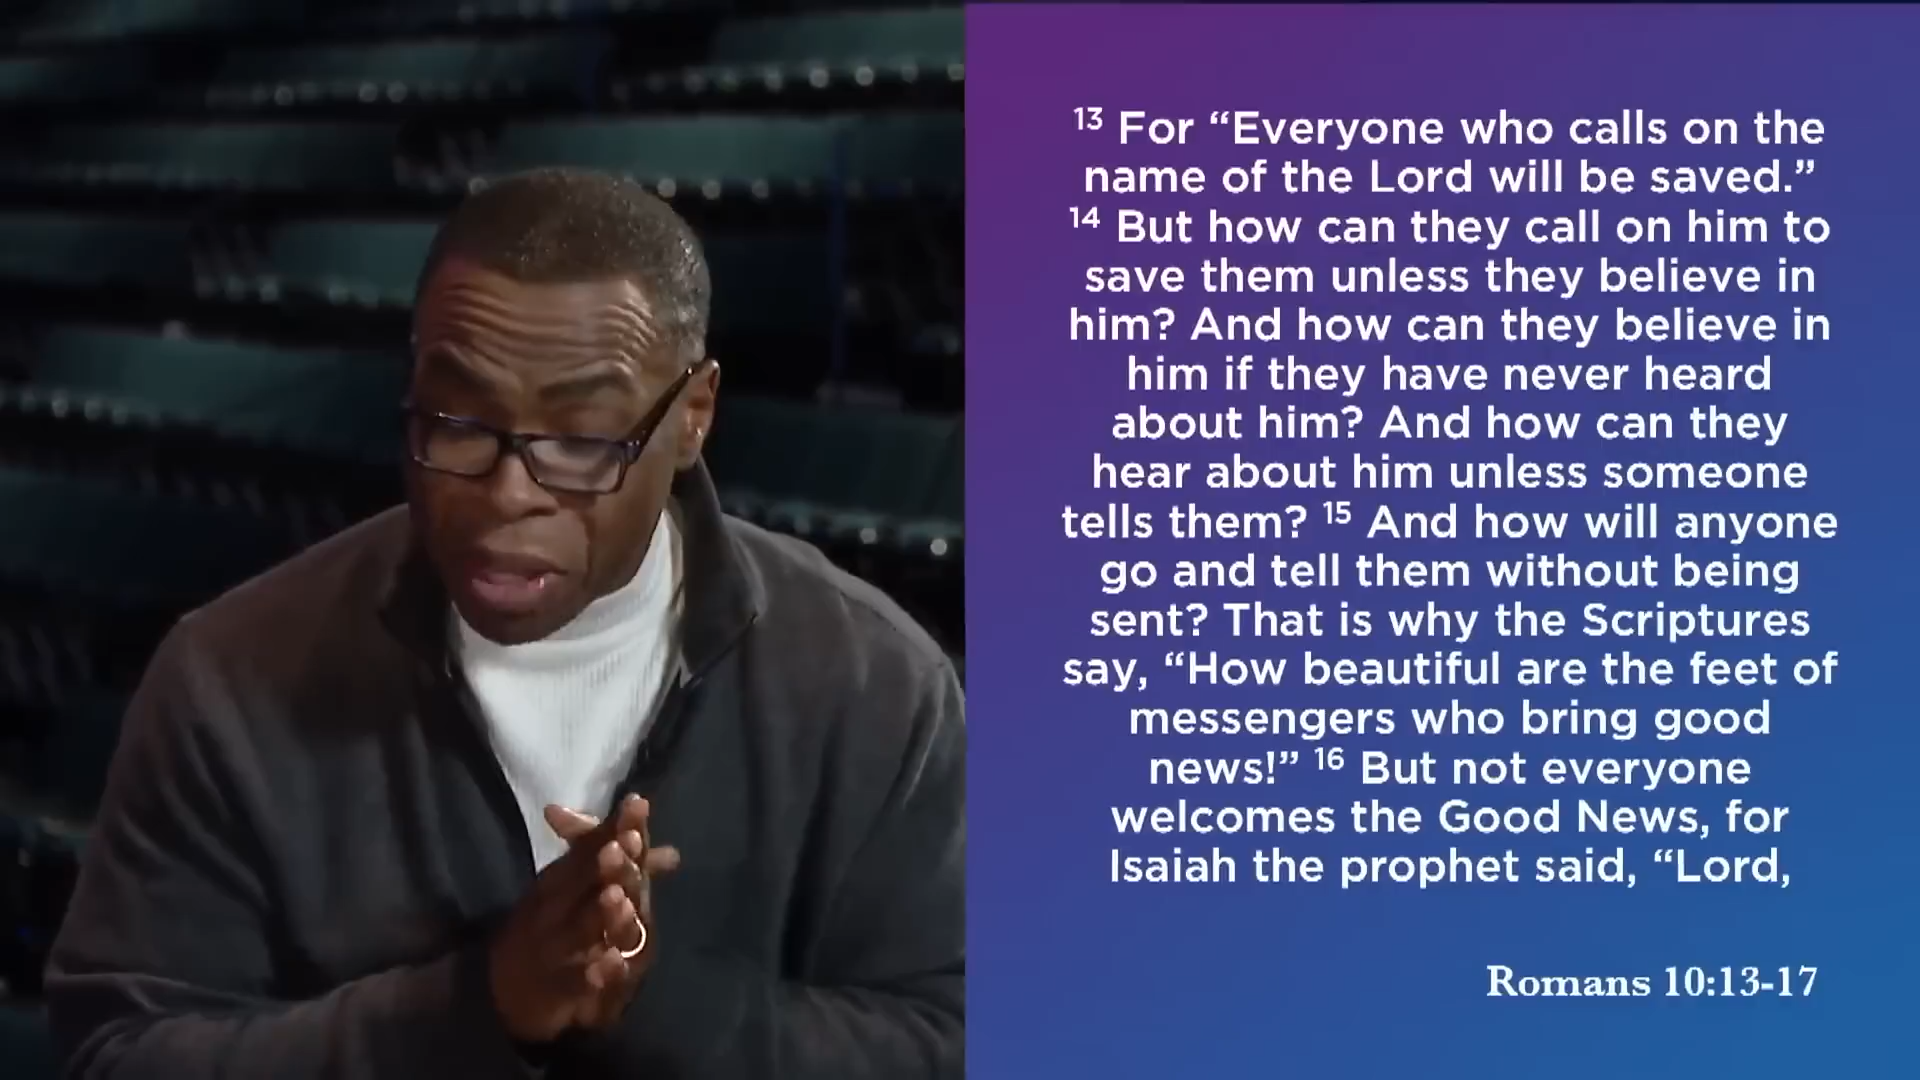 13 For “Everyone who calls on the
name of the Lord will be saved.”
14 But how can they call on him to
save them unless they believe in
him? And how can they believe in
him if they have never heard
about him? And how can they
hear about him unless someone
tells them? 15 And how will anyone
go and tell them without being
sent? That is why the Scriptures
say, “How beautiful are the feet of
messengers who bring good
news!” 16 But not everyone
welcomes the Good News, for
Isaiah the prophet said, “Lord,
Romans 10:13-17